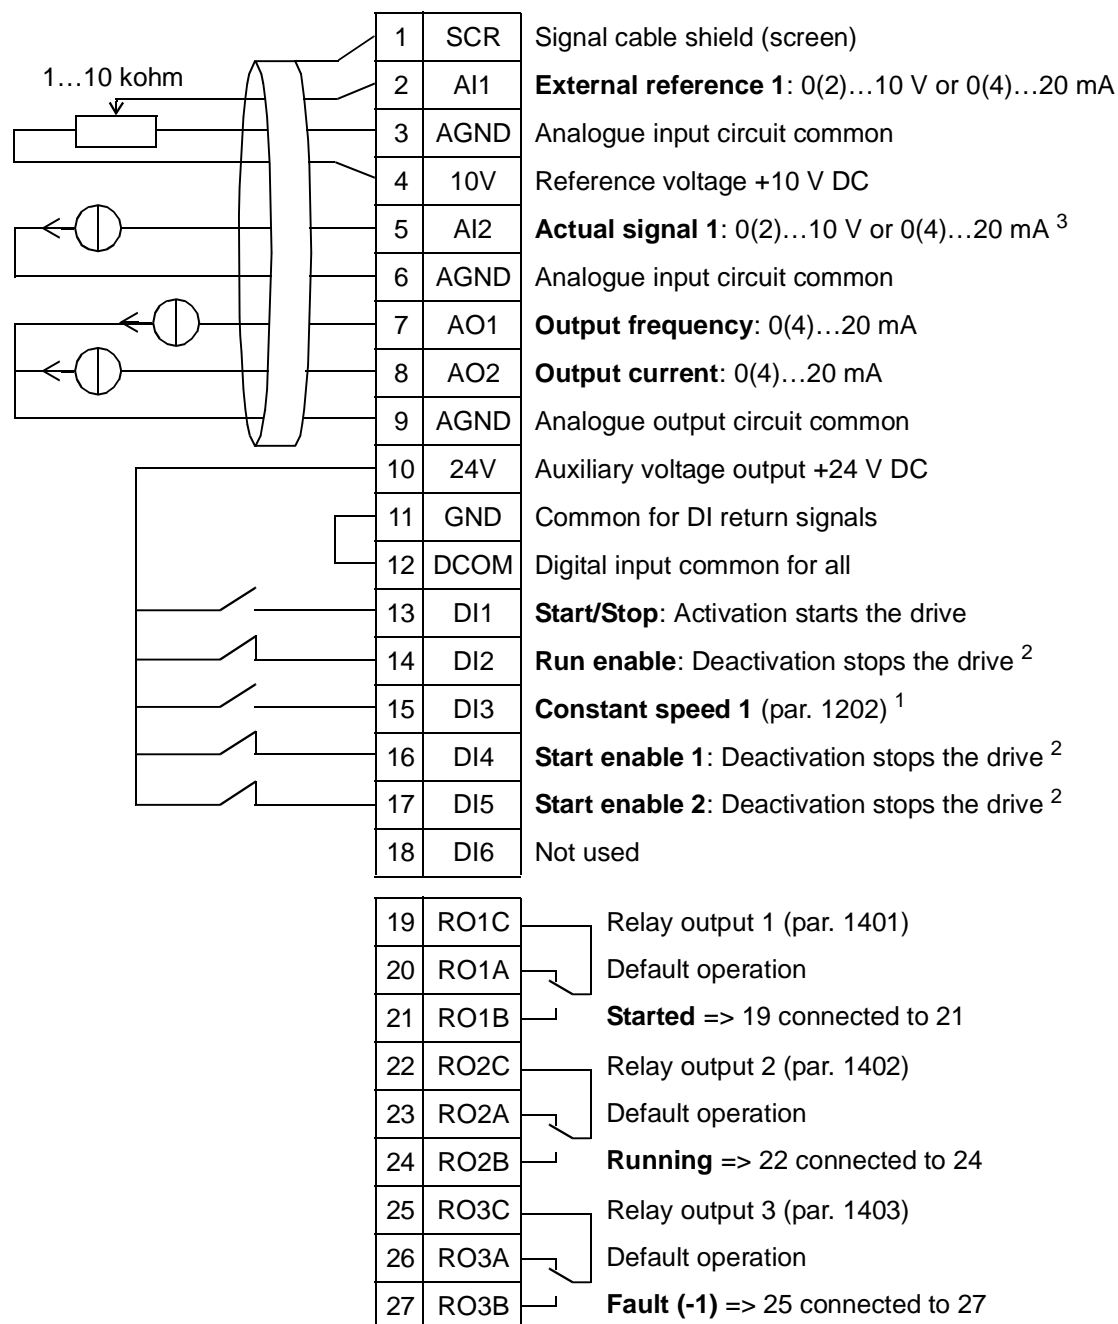 1 SCR Signal cable shield (screen)
1…10 kohm
2 AI1 External reference 1: 0(2)…10 V or 0(4)…20 mA
3 AGND Analogue input circuit common
4 10V Reference voltage +10 V DC
5 AI2 Actual signal 1: 0(2)…10 V or 0(4)…20 mA 3
6 AGND Analogue input circuit common
7 AO1 Output frequency: 0(4)…20 mA
8 AO2 Output current: 0(4)…20 mA
9 AGND Analogue output circuit common
10 24V Auxiliary voltage output +24 V DC
11 GND Common for DI return signals
12 DCOM Digital input common for all
13 DI1 Start/Stop: Activation starts the drive
14 DI2 Run enable: Deactivation stops the drive 2
15 DI3 Constant speed 1 (par. 1202) 1
16 DI4 Start enable 1: Deactivation stops the drive 2
17 DI5 Start enable 2: Deactivation stops the drive 2
18 DI6 Not used
19 RO1C Relay output 1 (par. 1401)
20 RO1A Default operation
21 RO1B Started => 19 connected to 21
22 RO2C Relay output 2 (par. 1402)
23 RO2A Default operation
24 RO2B Running => 22 connected to 24
25 RO3C Relay output 3 (par. 1403)
26 RO3A Default operation
27 RO3B Fault (-1) => 25 connected to 27